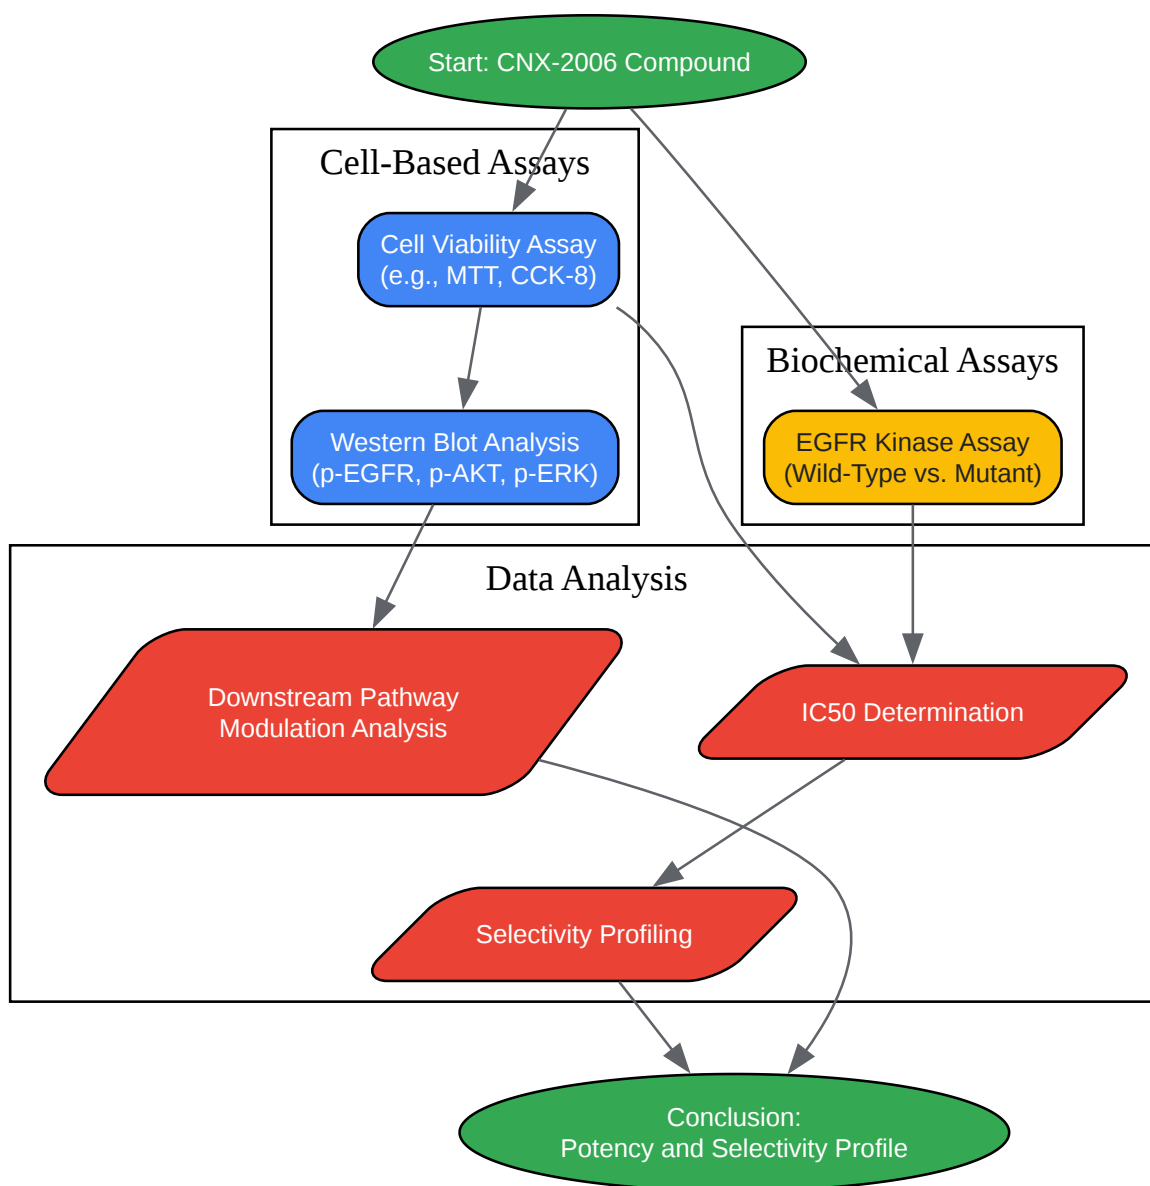 Start: CNX-2006 Compound
Cell-Based Assays
Cell Viability Assay
(e.g., MTT, CCK-8)
Biochemical Assays
Western Blot Analysis
(p-EGFR, p-AKT, p-ERK)
EGFR Kinase Assay
(Wild-Type vs. Mutant)
Data Analysis
Downstream Pathway
Modulation Analysis
IC50 Determination
Selectivity Profiling
Conclusion:
Potency and Selectivity Profile